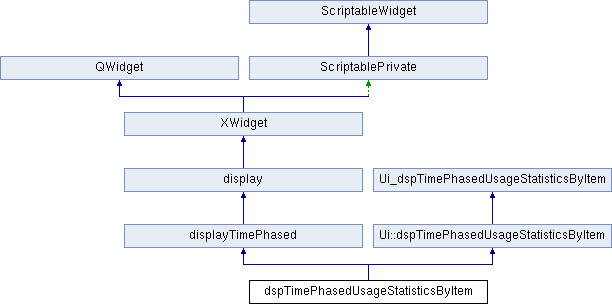 ScriptableWidget
QWidget
ScriptablePrivate
XWidget
display
Ui_dspTimePhasedUsageStatisticsByItem
displayTimePhased
Ui::dspTimePhasedUsageStatisticsByItem
dspTimePhasedUsageStatisticsByItem